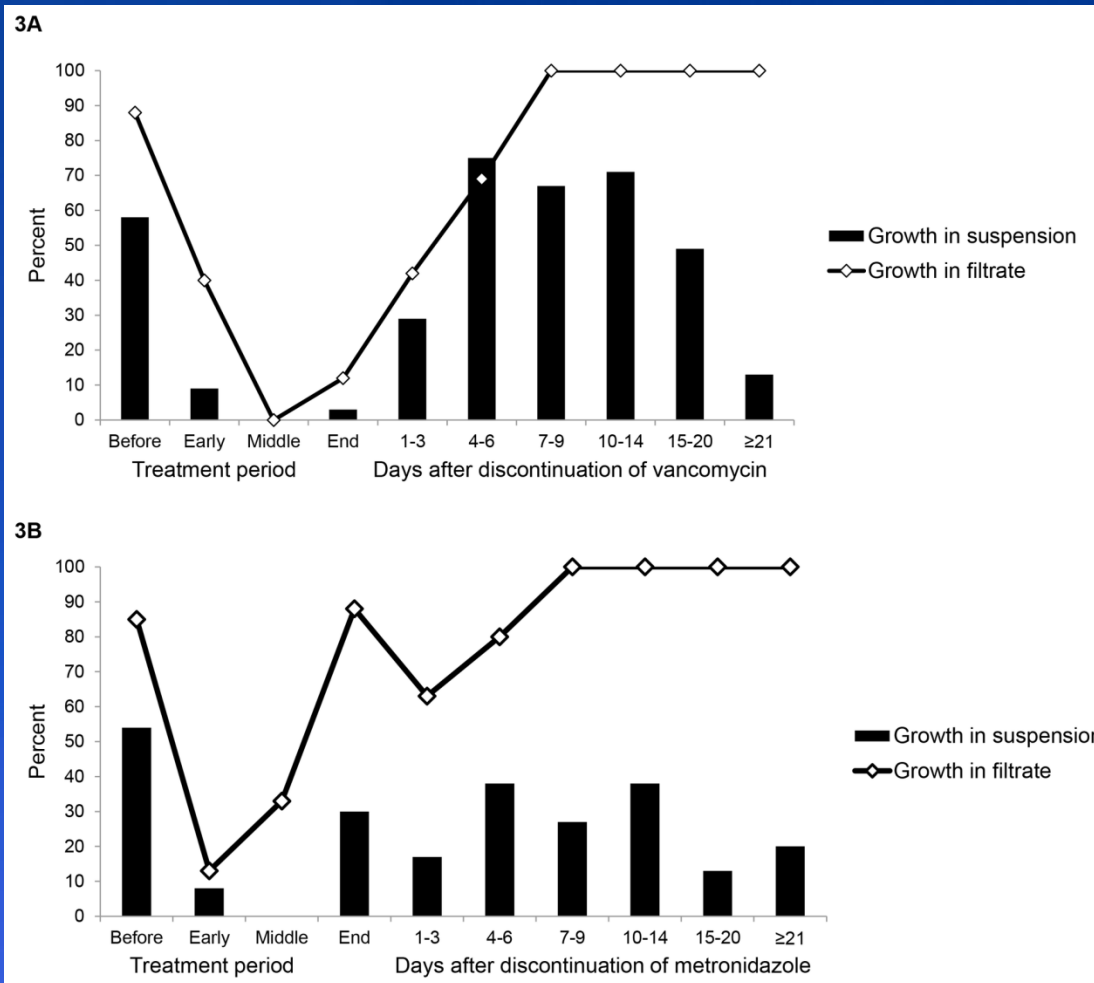 3A
100
90
80
70
60
50
40
30
20
10
0
Percent
Before Early Middle End 1-3 4-6 7-9 10-14 15-20 ≥21
Treatment period Days after discontinuation of vancomycin
Growth in suspension
Growth in filtrate
3B
100
90
80
70
60
50
40
30
20
10
0
Percent
Before Early Middle End 1-3 4-6 7-9 10-14 15-20 ≥21
Treatment period Days after discontinuation of metronidazole
Growth in suspension
Growth in filtrate